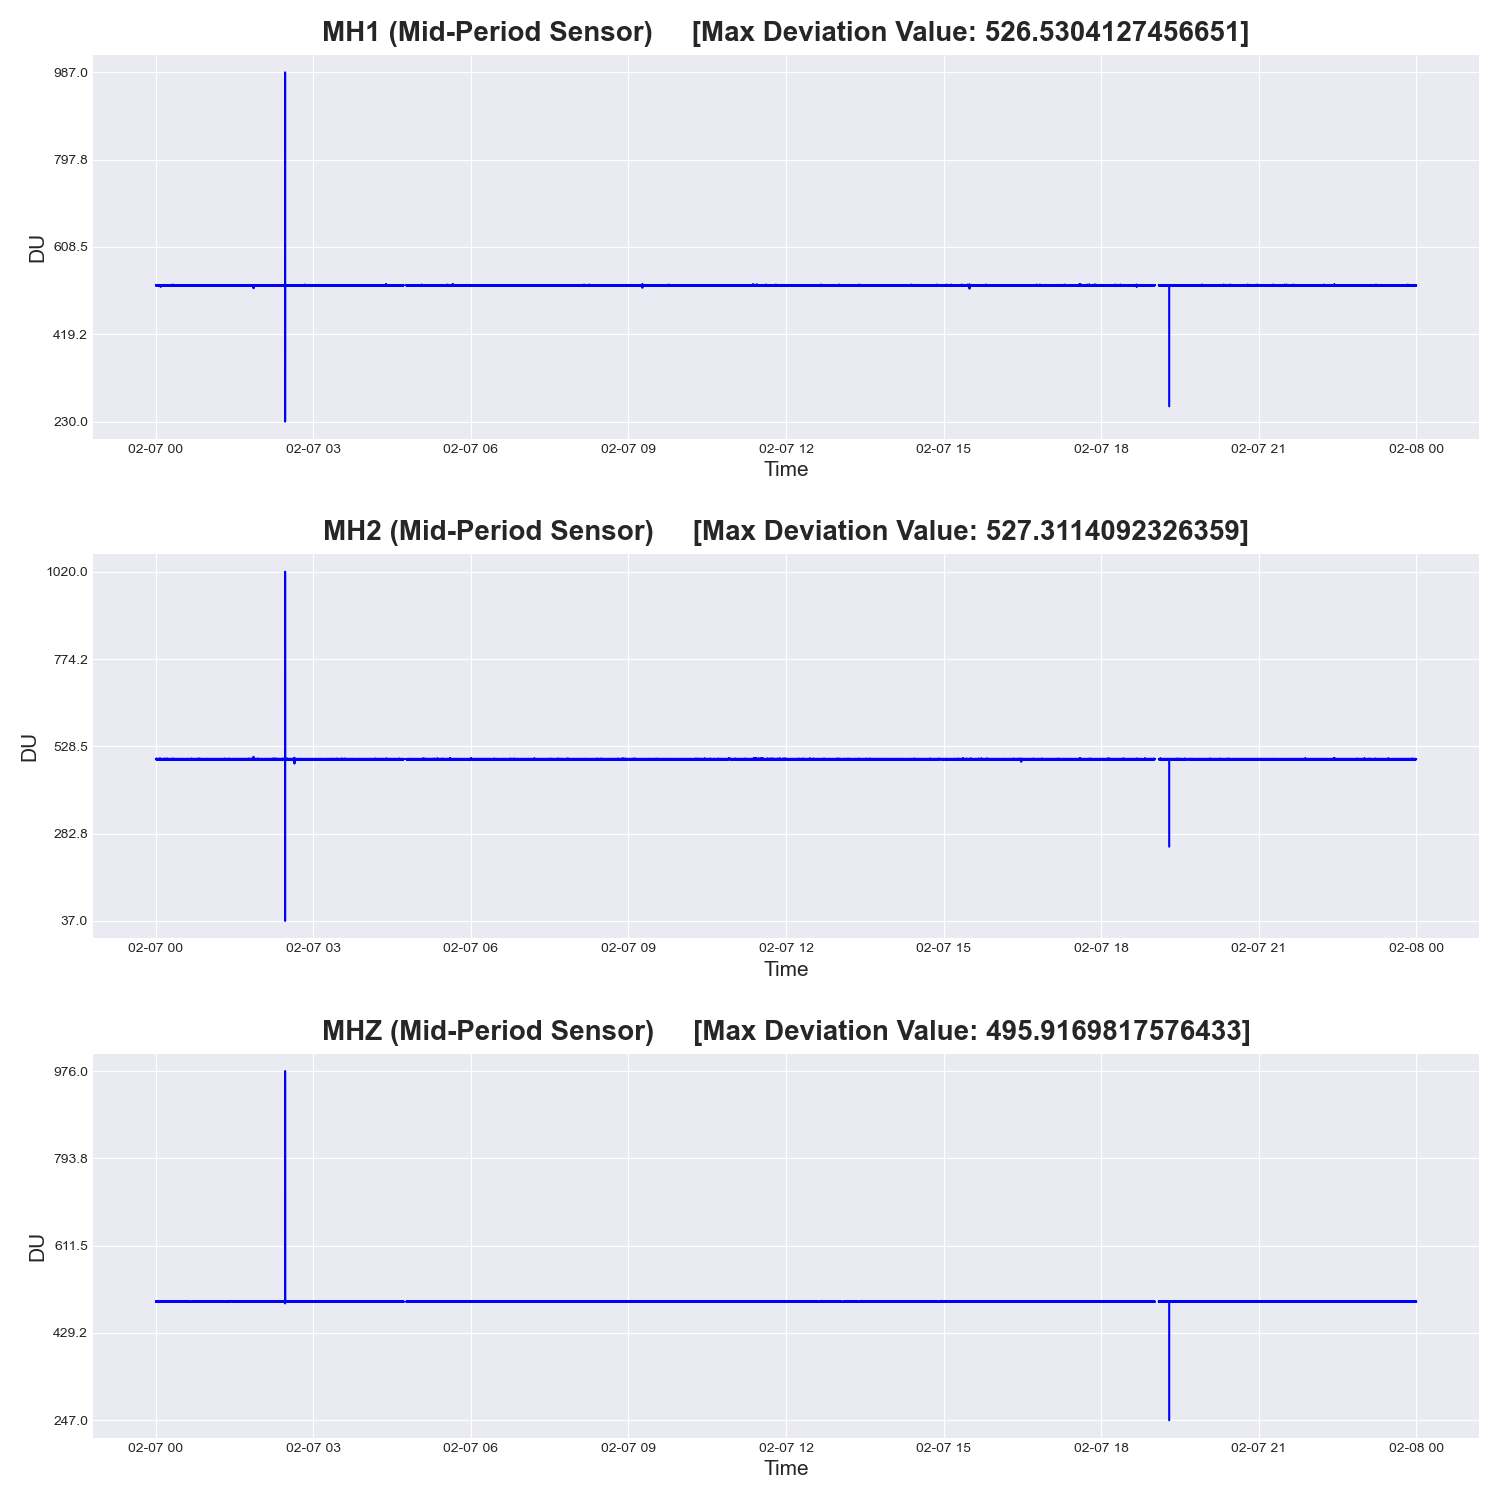 MH1 (Mid-Period Sensor) [Max Deviation Value: 526.5304127456651]
987.0
797.8
608.5
419.2
230.0
DU
02-07 00 02-07 03 02-07 06 02-07 09 02-07 12 02-07 15 02-07 18 02-07 21 02-08 00
Time
MH2 (Mid-Period Sensor) [Max Deviation Value: 527.3114092326359]
1020.0
774.2
528.5
282.8
37.0
DU
02-07 00 02-07 03 02-07 06 02-07 09 02-07 12 02-07 15 02-07 18 02-07 21 02-08 00
Time
MHZ (Mid-Period Sensor) [Max Deviation Value: 495.9169817576433]
976.0
793.8
611.5
429.2
247.0
DU
02-07 00 02-07 03 02-07 06 02-07 09 02-07 12 02-07 15 02-07 18 02-07 21 02-08 00
Time